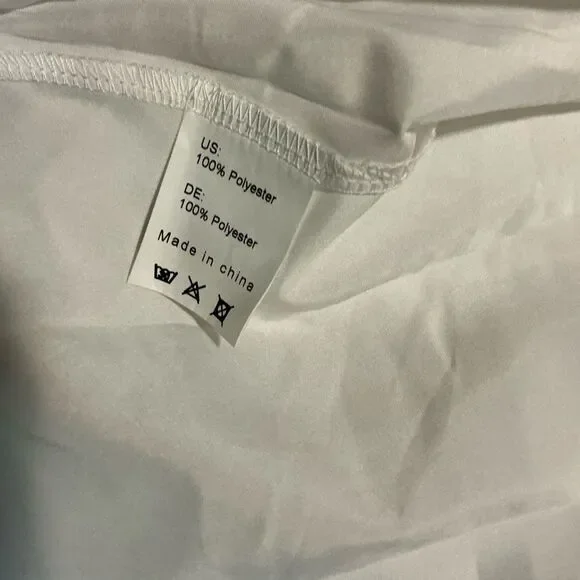 US:
100% Polyester
DE:
100% Polyester
Made in china